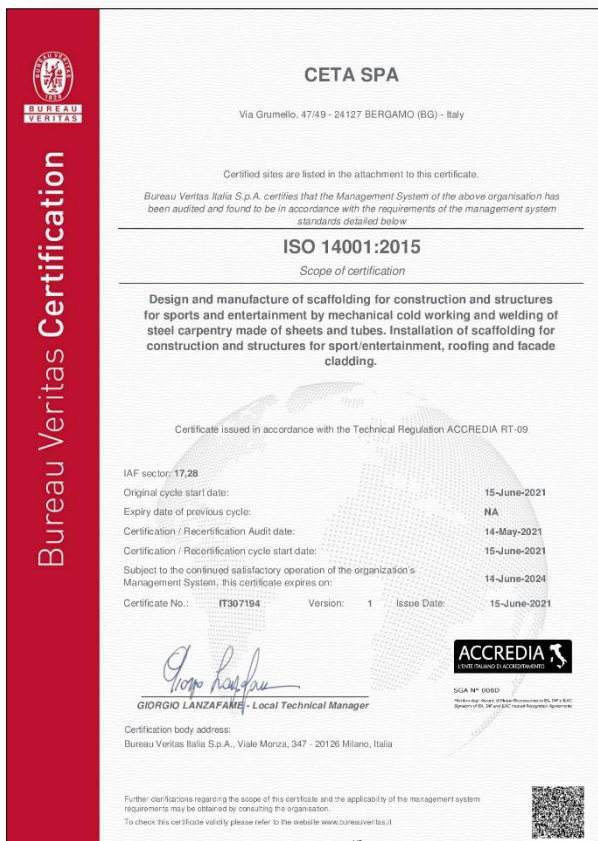 BUREAU
VERITAS
Bureau Veritas Certification
CETA SPA
Via Grumello, 47/49 - 24127 BERGAMO (BG) - Italy
Certified sites are listed in the attachment to this certificate.
Bureau Veritas Italia S.p.A. certifies that the Management System of the above organisation has
been audited and found to be in accordance with the requirements of the management system
standards detailed below
ISO 14001:2015
Scope of certification
Design and manufacture of scaffolding for construction and structures
for sports and entertainment by mechanical cold working and welding of
steel carpentry made of sheets and tubes. Installation of scaffolding for
construction and structures for sport/entertainment, roofing and facade
cladding.
Certificate issued in accordance with the Technical Regulation ACCREDIA RT-09
IAF sector: 17,28
Original cycle start date: 15-June-2021
Expiry date of previous cycle: NA
Certification / Recertification Audit date: 14-May-2021
Certification / Recertification cycle start date: 15-June-2021
Subject to the continued satisfactory operation of the organization's
Management System, this certificate expires on: 14-June-2024
Certificate No.: IT307194 Version: 1 Issue Date: 15-June-2021
ACCREDIA
L'ENTE ITALIANO DI ACCREDITAMENTO
SGA N° 008D
GIORGIO LANZAFAME - Local Technical Manager
Certification body address:
Bureau Veritas Italia S.p.A., Viale Monza, 347 - 20126 Milano, Italia
Further clarifications regarding the scope of this certificate and the applicability of the management system
requirements may be obtained by consulting the organisation.
To check this certificate validity please refer to the website www.bureauveritas.it